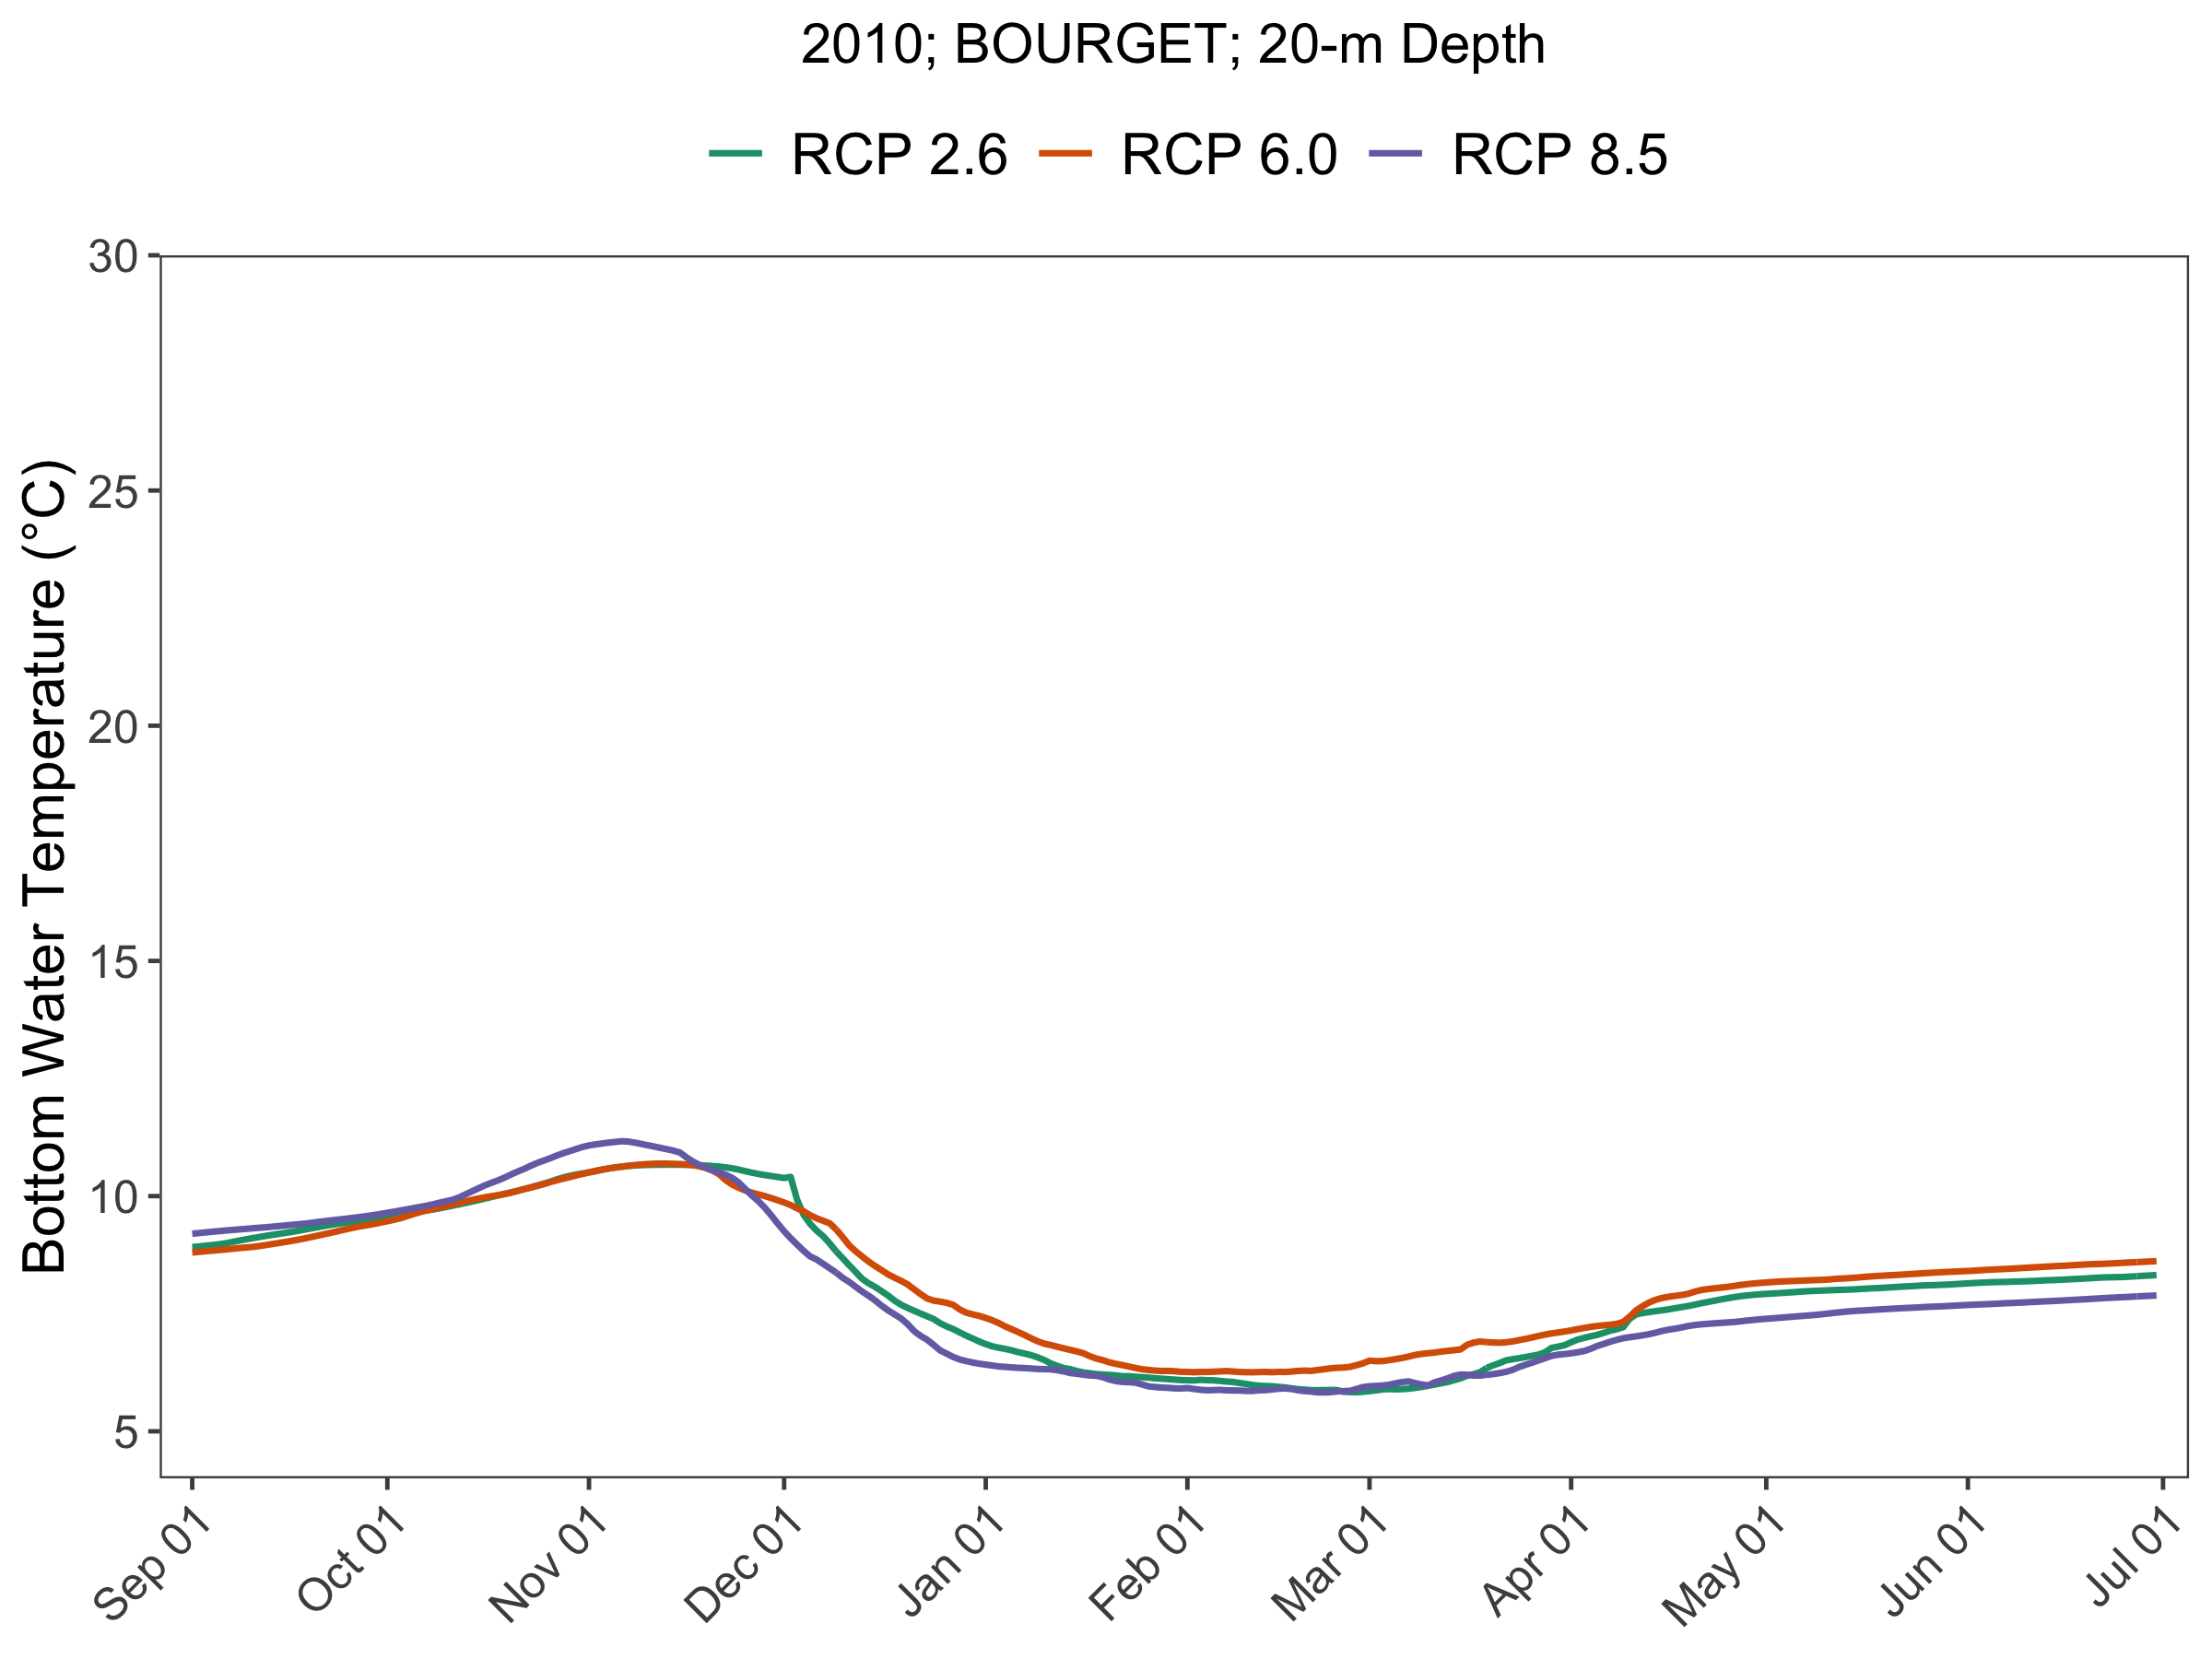 2010; BOURGET; 20-m Depth
RCP 2.6 RCP 6.0 RCP 8.5
Bottom Water Temperature (°C)
30
25
20
15
10
5
Sep 01 Oct 01 Nov 01 Dec 01 Jan 01 Feb 01 Mar 01 Apr 01 May 01 Jun 01 Jul 01